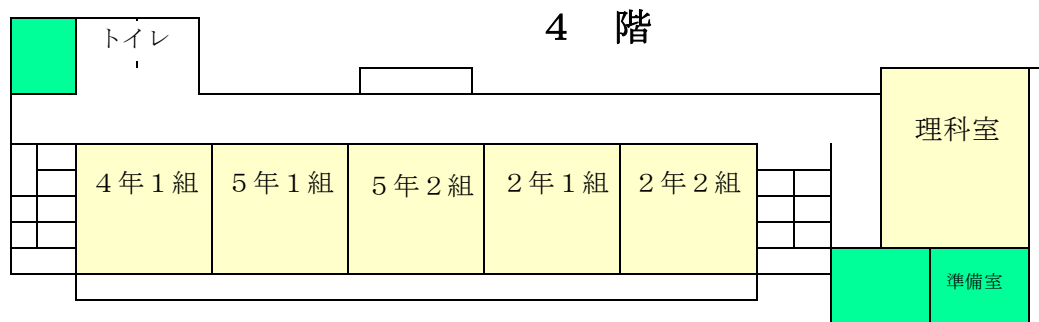 ４　階
トイレ
理科室
４年１組
５年１組
５年２組
２年１組
２年２組
準備室